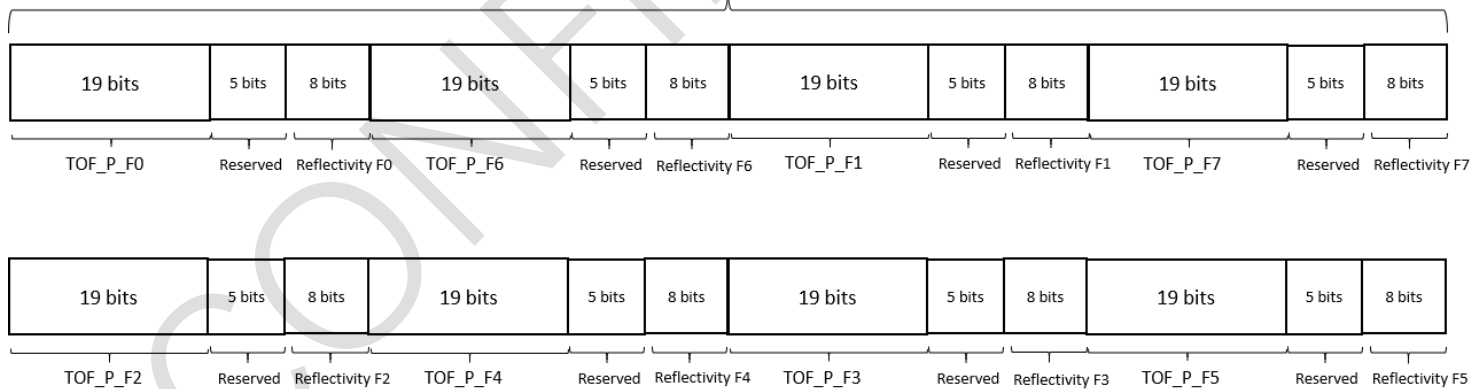 19 bits 5 bits 8 bits 19 bits 5 bits 8 bits 19 bits 5 bits 8 bits 19 bits 5 bits 8 bits
TOF_P_F0 Reserved Reflectivity F0 TOF_P_F6 Reserved Reflectivity F6 TOF_P_F1 Reserved Reflectivity F1 TOF_P_F7 Reserved Reflectivity F7
19 bits 5 bits 8 bits 19 bits 5 bits 8 bits 19 bits 5 bits 8 bits 19 bits 5 bits 8 bits
TOF_P_F2 Reserved Reflectivity F2 TOF_P_F4 Reserved Reflectivity F4 TOF_P_F3 Reserved Reflectivity F3 TOF_P_F5 Reserved Reflectivity F5
CONF